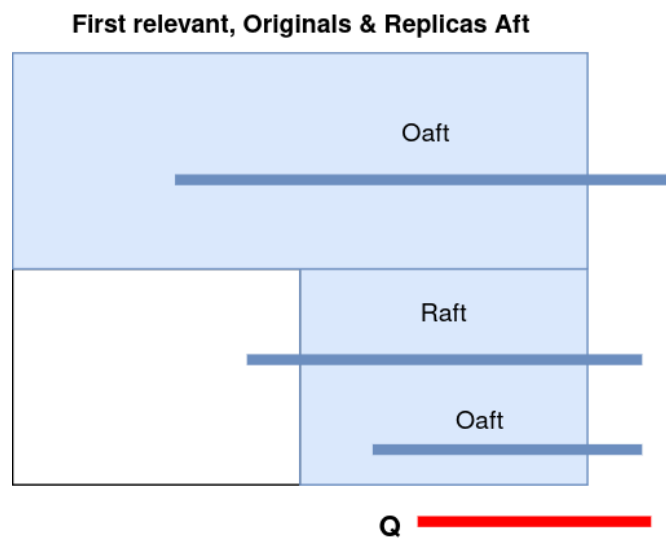 First relevant, Originals & Replicas Aft
Oaft
Raft
Oaft
Q